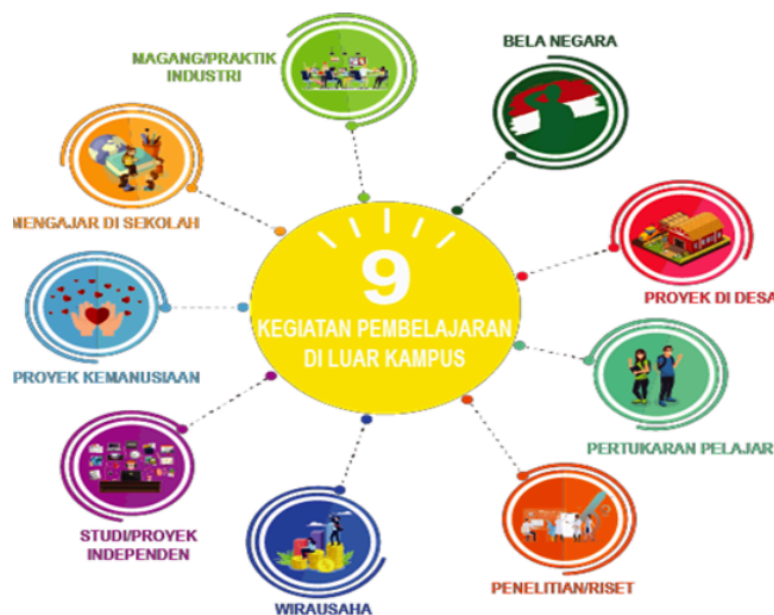 MAGANG/PRAKTIK
INDUSTRI
BELA NEGARA
MENGAJAR DI SEKOLAH
9
KEGIATAN PEMBELAJARAN
DI LUAR KAMPUS
PROYEK DI DESA
PROYEK KEMANUSIAAN
PERTUKARAN PELAJAR
STUDI/PROYEK
INDEPENDEN
WIRAUSAHA
PENELITIAN/RISET